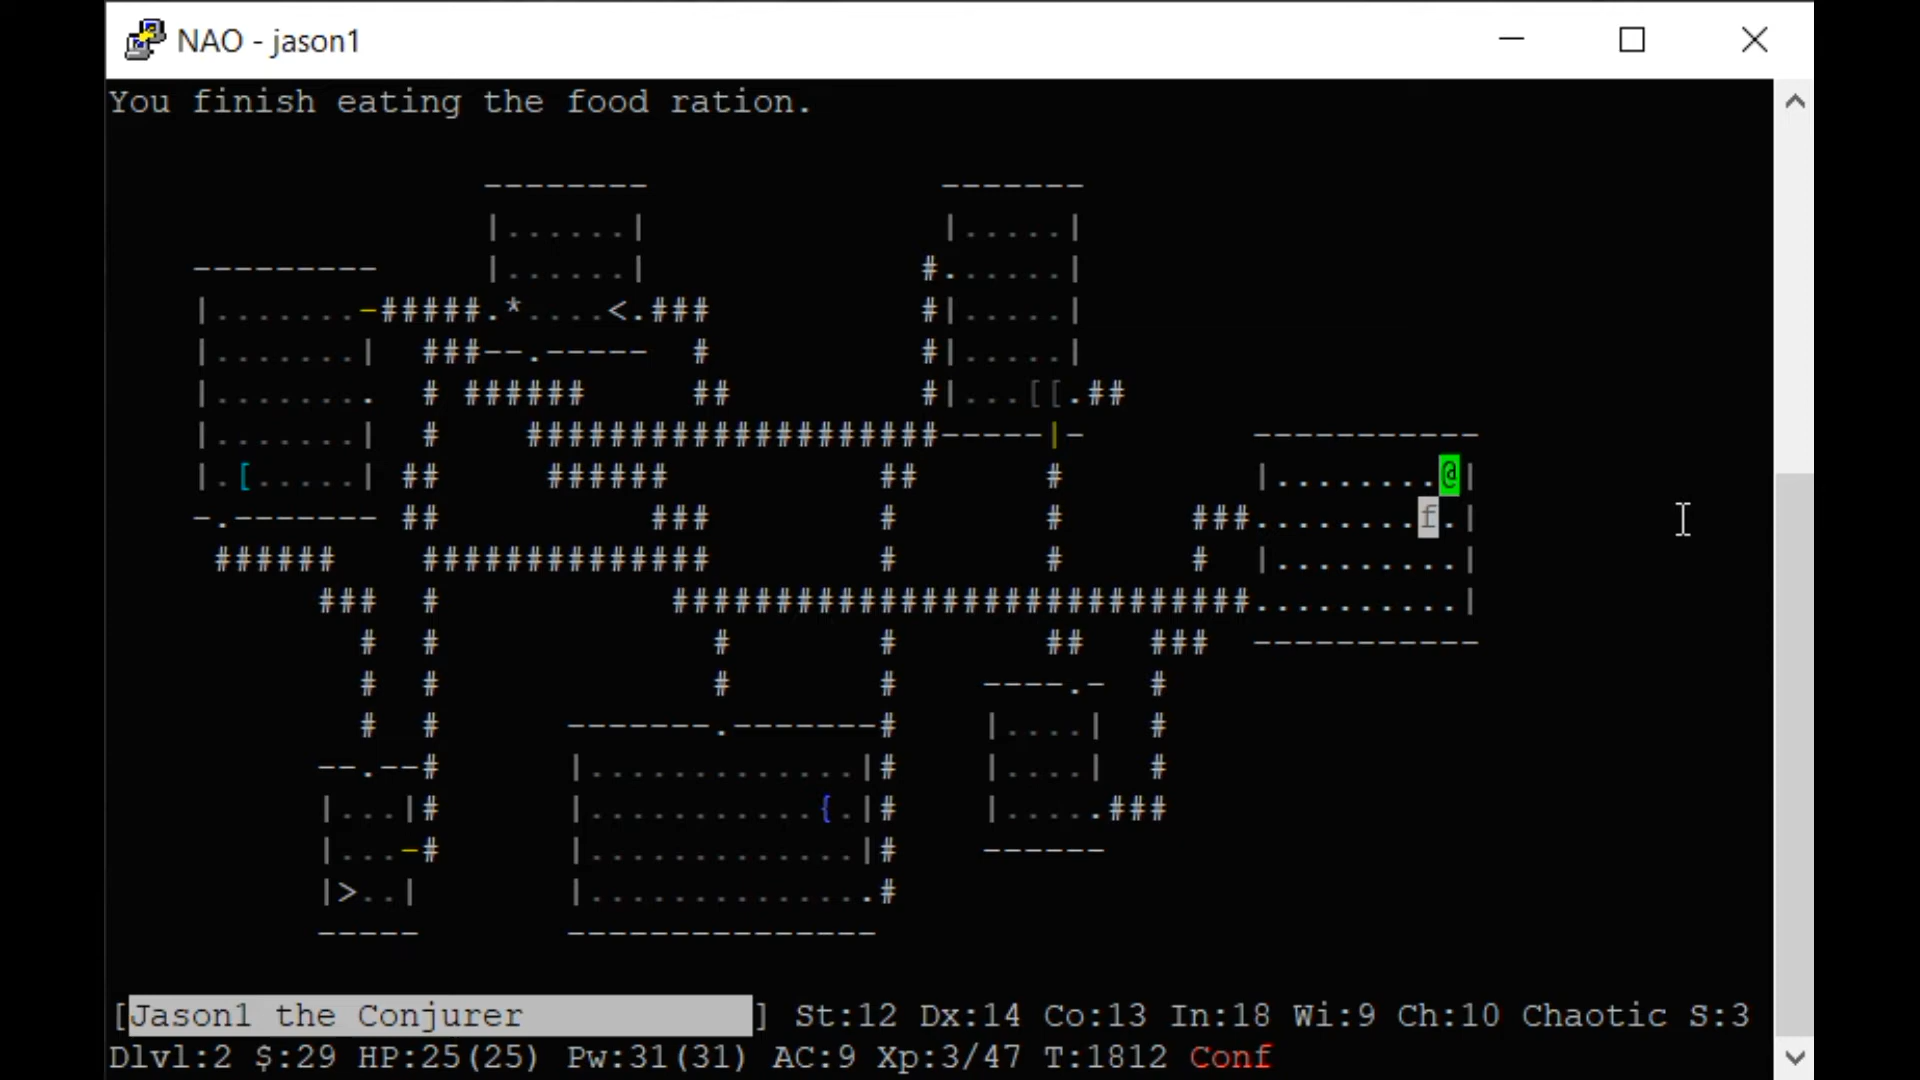 NAO - jason1
You finish eating the food ration.
-------- -------
|......| |.....|
--------- |......| #......|
|.......-#####.*....<.### #|.....|
|.......| ###--.----- # #|.....|
|........ # ###### ## #|...[[.##
|.......| # ####################-----|- -----------
|.[.....| ## ###### ## # |........@|
-.------- ## ### # # ###.........f.|
###### ############## # # # |.........|
### # ############################..........|
# # # # ## ### -----------
# # # # ----.- #
# # -------.-------# |....| #
--.--# |.............|# |....| #
|...|# |...........{.|# |.....###
|...-# |.............|# ------
|>..| |..............#
----- ---------------
[Jason1 the Conjurer ] St:12 Dx:14 Co:13 In:18 Wi:9 Ch:10 Chaotic S:3
Dlvl:2 $:29 HP:25(25) Pw:31(31) AC:9 Xp:3/47 T:1812 Conf